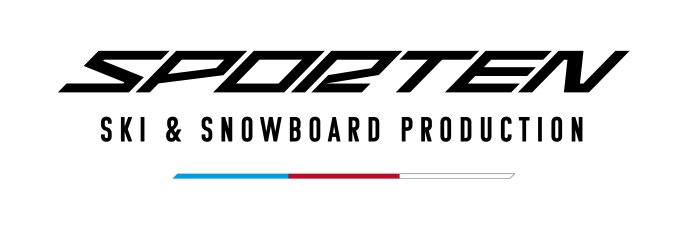 SPORTEN
SKI & SNOWBOARD PRODUCTION